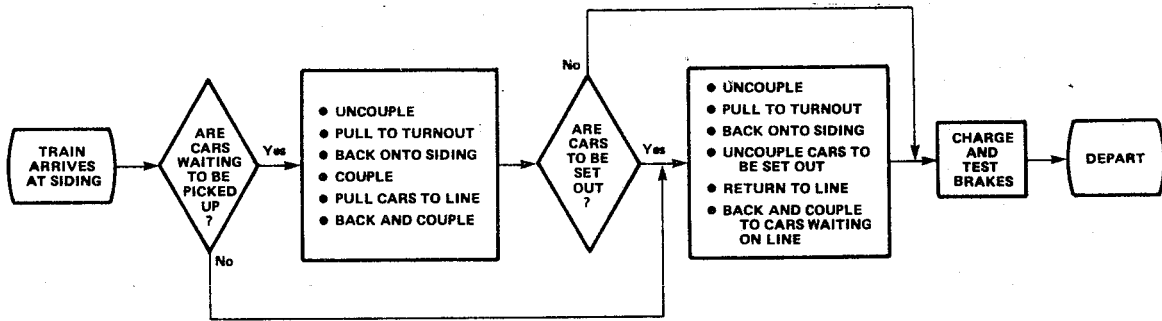 TRAIN
ARRIVES
AT SIDING
ARE
CARS
WAITING
TO BE
PICKED
UP
?
Yes
No
● UNCOUPLE
● PULL TO TURNOUT
● BACK ONTO SIDING
● COUPLE
● PULL CARS TO LINE
● BACK AND COUPLE
No
ARE
CARS
TO BE
SET
OUT
?
Yes
● UNCOUPLE
● PULL TO TURNOUT
● BACK ONTO SIDING
● UNCOUPLE CARS TO
BE SET OUT
● RETURN TO LINE
● BACK AND COUPLE
TO CARS WAITING
ON LINE
CHARGE
AND
TEST
BRAKES
DEPART